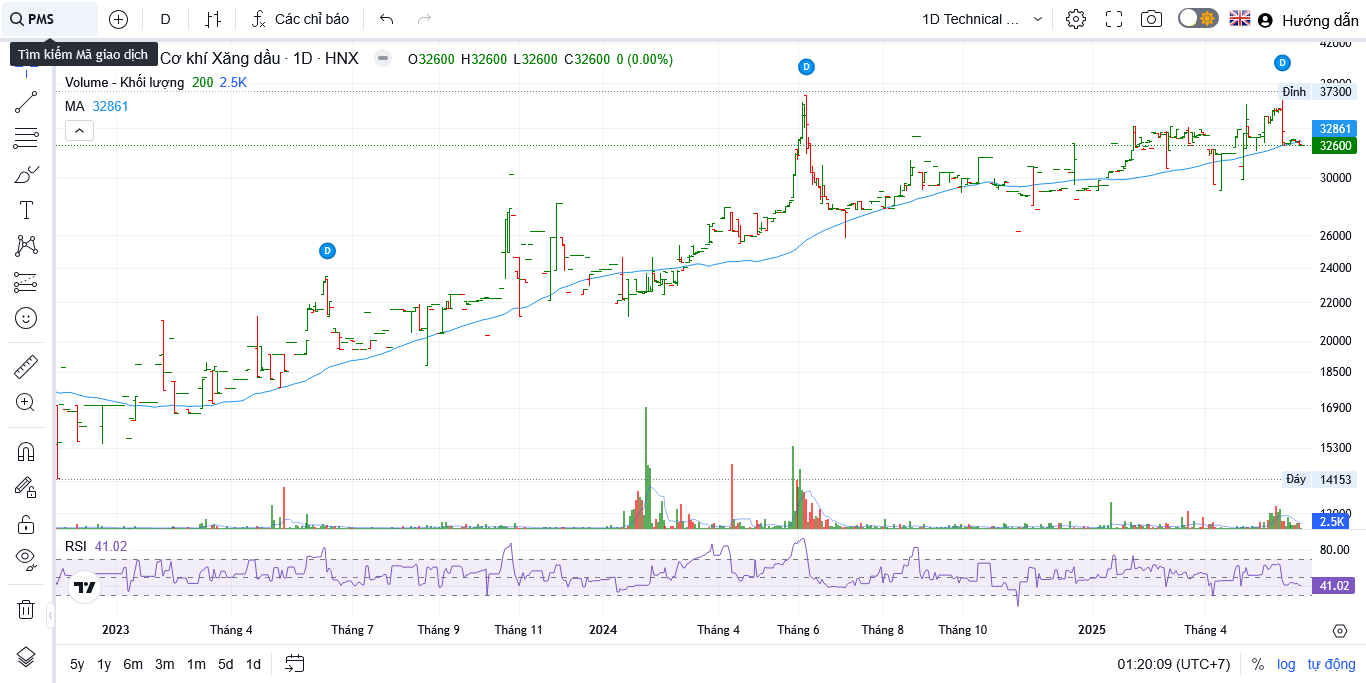 PMS
D
Các chỉ báo
1D Technical ...
Hướng dẫn
Tìm kiếm Mã giao dịch
Cơ khí Xăng dầu · 1D · HNX
O32600 H32600 L32600 C32600 0 (0.00%)
Volume - Khối lượng 200 2.5K
MA 32861
D
D
D
42000
38000
Đỉnh 37300
32861
32600
30000
26000
24000
22000
20000
18500
16900
15300
Đáy 14153
13000
2.5K
RSI 41.02
80.00
41.02
2023 Tháng 4 Tháng 7 Tháng 9 Tháng 11 2024 Tháng 4 Tháng 6 Tháng 8 Tháng 10 2025 Tháng 4
5y 1y 6m 3m 1m 5d 1d
01:20:09 (UTC+7) % log tự động